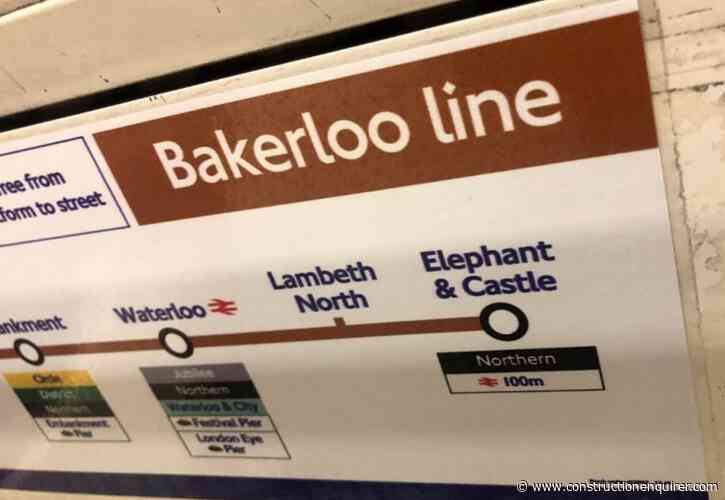 Bakerloo line
ree from
form to street
ankment
Waterloo
Lambeth
North
Elephant
& Castle
Circle
District
Northern
Embankment
Pier
Jubilee
Northern
Waterloo & City
Festival Pier
London Eye
Pier
Northern
100m
www.constructionenquirer.com